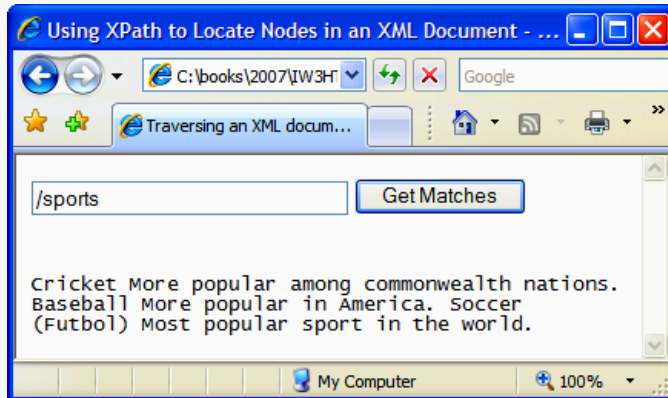 Using XPath to Locate Nodes in an XML Document - ...
C:\books\2007\IW3HT
Google
Traversing an XML docum...
»
/sports
Get Matches
Cricket More popular among commonwealth nations.
Baseball More popular in America. Soccer
(Futbol) Most popular sport in the world.
My Computer
100%